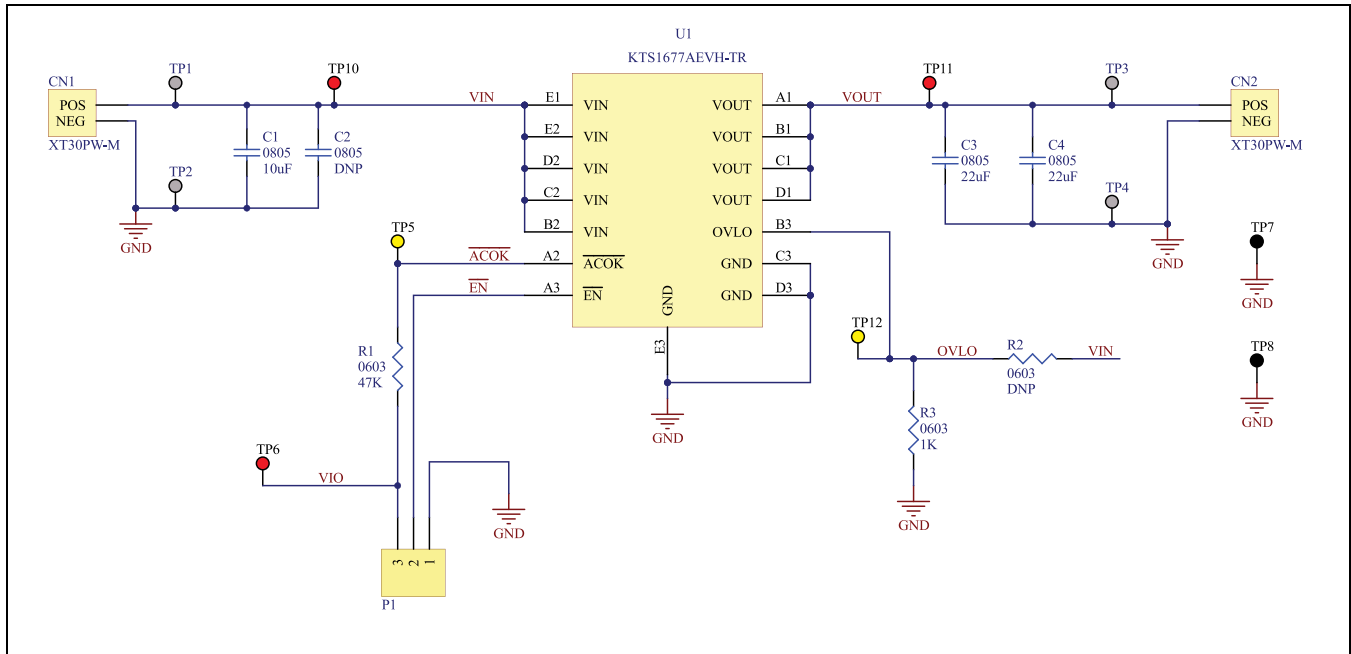 U1
KTS1677AEVH-TR
CN1
POS
NEG
XT30PW-M
TP1
TP10
VIN
C1
0805
10uF
C2
0805
DNP
TP2
GND
E1
E2
D2
C2
B2
A2
A3
VIN
VIN
VIN
VIN
VIN
ACOK
EN
VOUT
VOUT
VOUT
VOUT
OVLO
GND
GND
GND
E3
A1
B1
C1
D1
B3
C3
D3
VOUT
TP11
TP3
C3
0805
22uF
C4
0805
22uF
TP4
GND
CN2
POS
NEG
XT30PW-M
TP5
ACOK
EN
R1
0603
47K
TP6
VIO
GND
3
2
1
P1
GND
TP12
OVLO
R2
0603
DNP
VIN
R3
0603
1K
GND
TP7
GND
TP8
GND